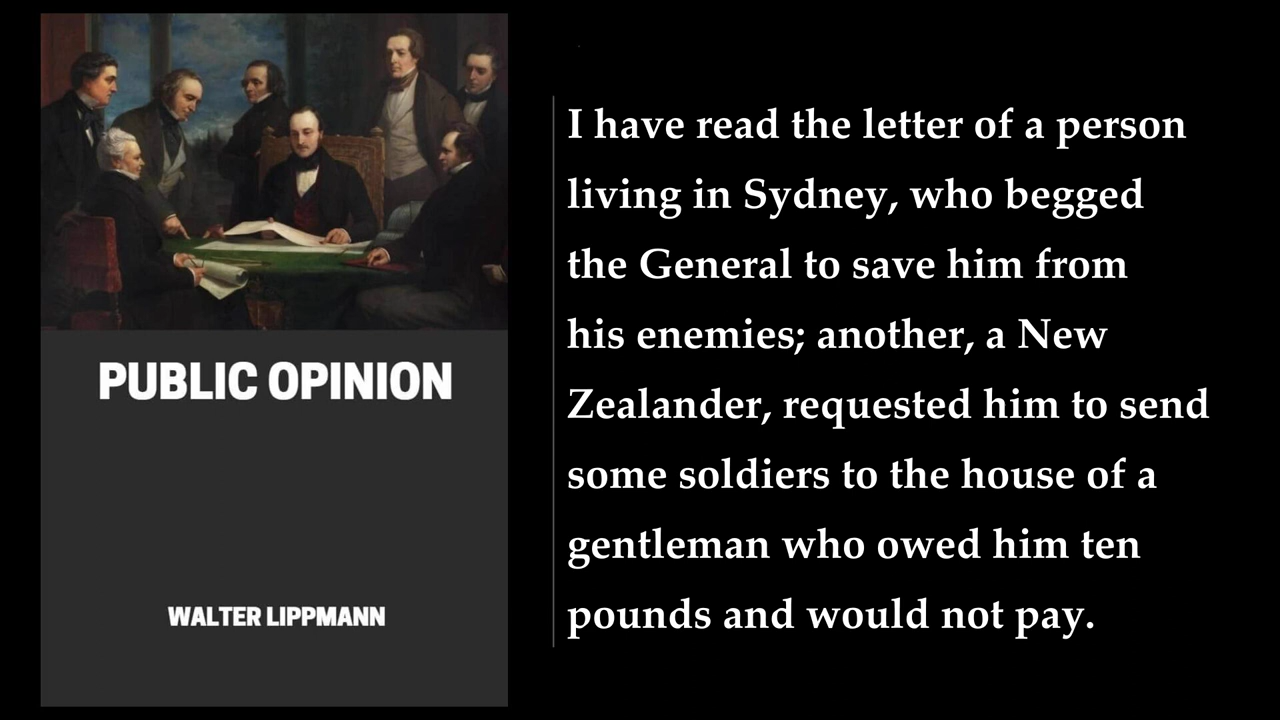 PUBLIC OPINION
WALTER LIPPMANN
I have read the letter of a person
living in Sydney, who begged
the General to save him from
his enemies; another, a New
Zealander, requested him to send
some soldiers to the house of a
gentleman who owed him ten
pounds and would not pay.